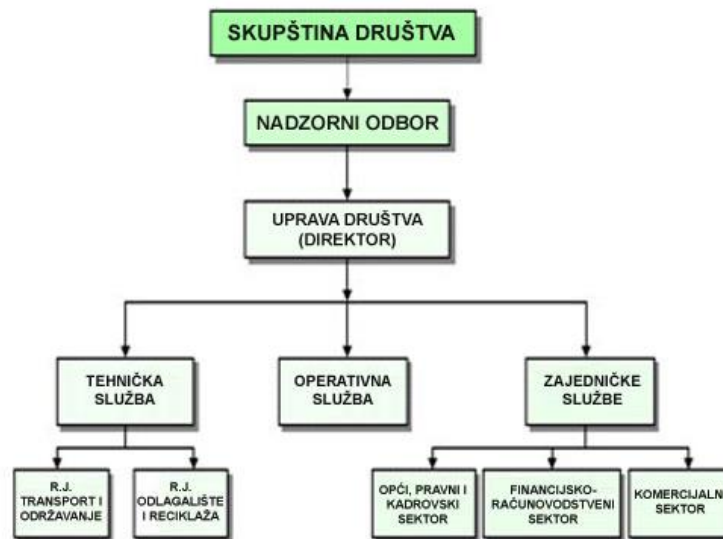 SKUPŠTINA DRUŠTVA
NADZORNI ODBOR
UPRAVA DRUŠTVA
(DIREKTOR)
TEHNIČKA
SLUŽBA
OPERATIVNA
SLUŽBA
ZAJEDNIČKE
SLUŽBE
R.J.
TRANSPORT I
ODRŽAVANJE
R.J.
ODLAGALIŠTE
I RECIKLAŽA
OPĆI, PRAVNI I
KADROVSKI
SEKTOR
FINANCIJSKO-
RAČUNOVODSTVENI
SEKTOR
KOMERCIJALNI
SEKTOR